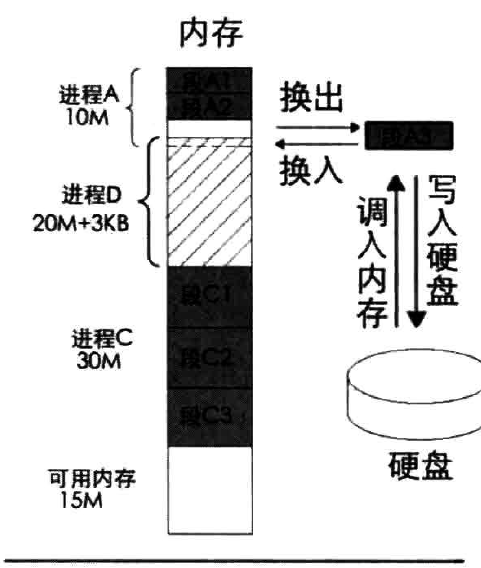 内存
段A1
进程A
10M
段A2
换出
段A3
换入
进程D
20M+3KB
调入内存
写入硬盘
段C1
进程C
30M
段C2
段C3
可用内存
15M
硬盘